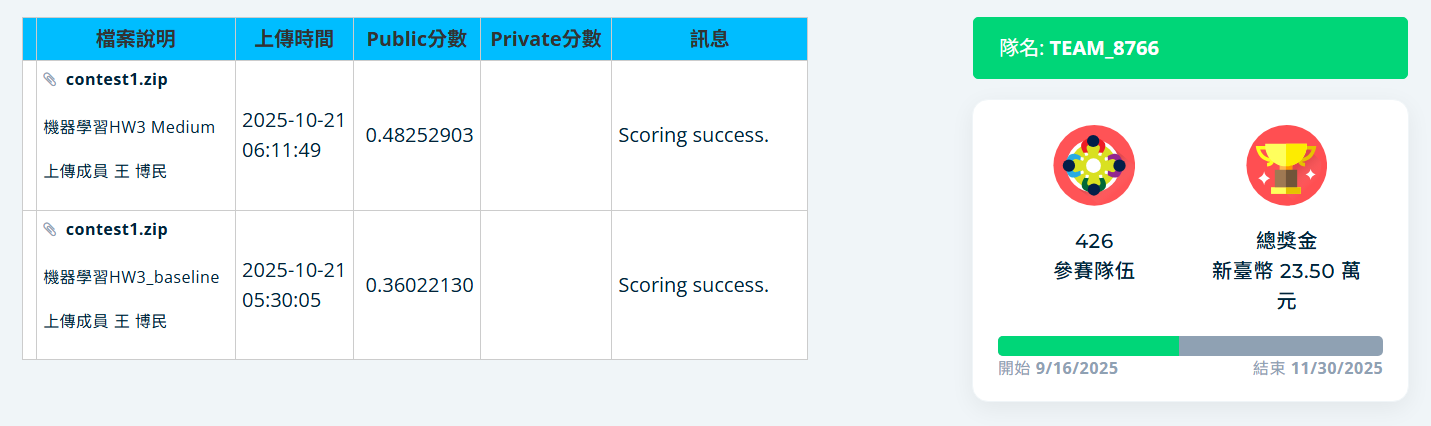 檔案說明 上傳時間 Public分數 Private分數 訊息
contest1.zip
機器學習HW3 Medium
上傳成員 王 博民
2025-10-21
06:11:49
0.48252903
Scoring success.
contest1.zip
機器學習HW3_baseline
上傳成員 王 博民
2025-10-21
05:30:05
0.36022130
Scoring success.
隊名: TEAM_8766
426
參賽隊伍
總獎金
新臺幣 23.50 萬
元
開始 9/16/2025
結束 11/30/2025